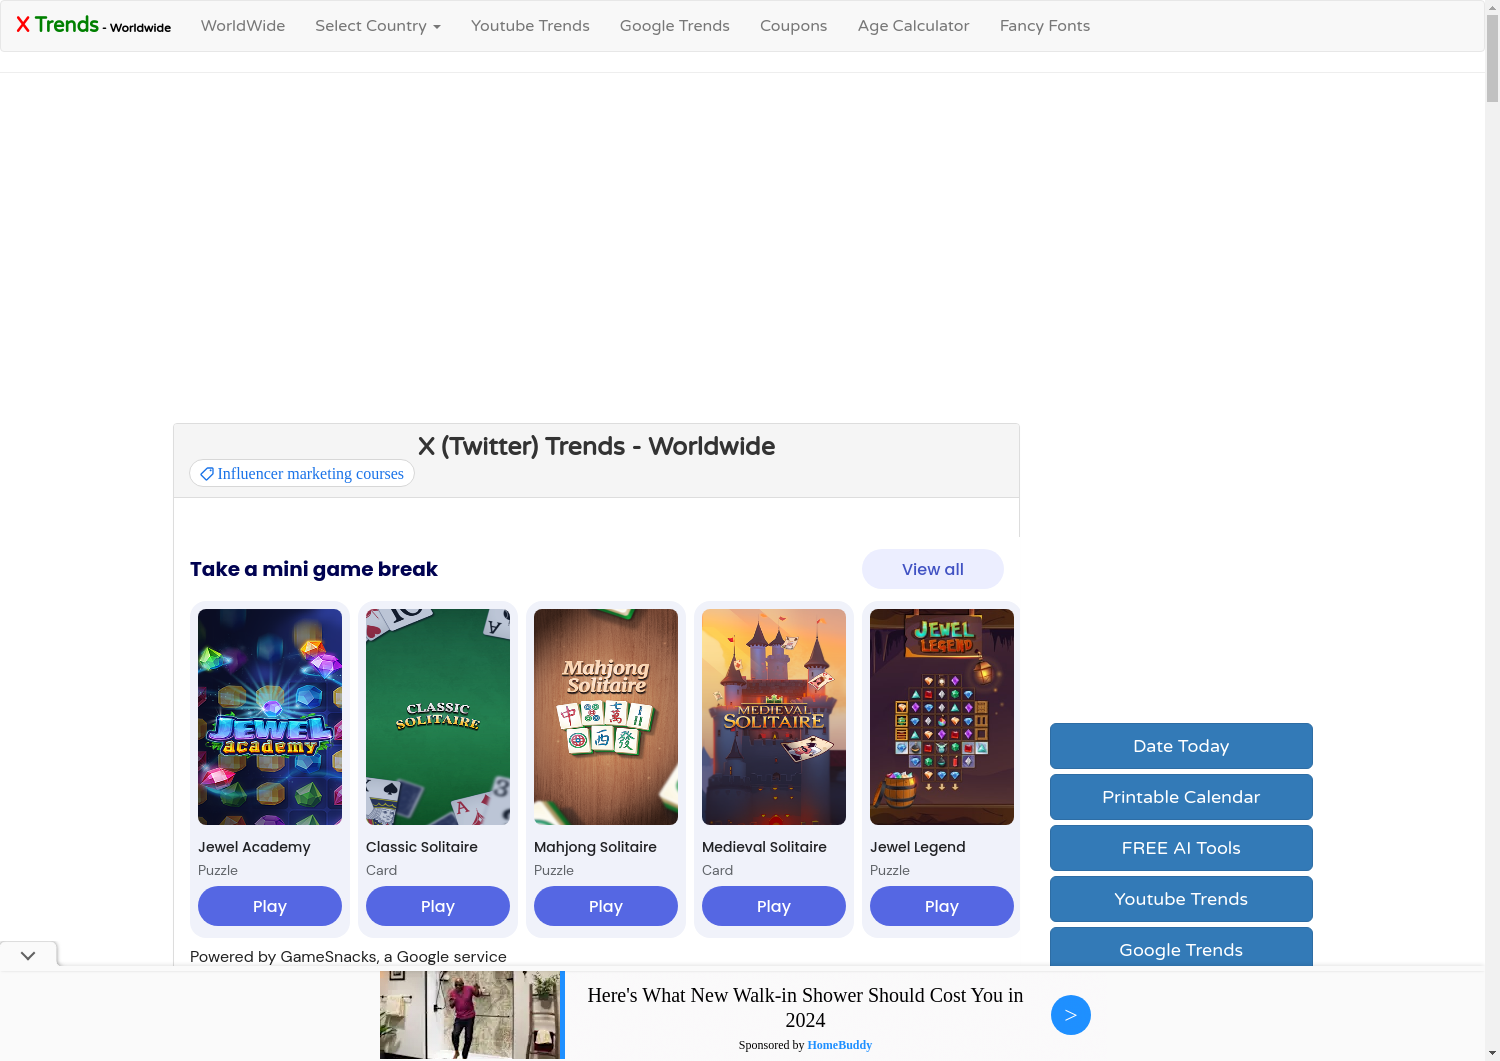 X Trends - Worldwide
WorldWide
Select Country
Youtube Trends
Google Trends
Coupons
Age Calculator
Fancy Fonts
X (Twitter) Trends - Worldwide
Influencer marketing courses
Take a mini game break
View all
JEWEL
academy
CLASSIC
SOLITAIRE
Mahjong
Solitaire
MEDIEVAL
SOLITAIRE
JEWEL
LEGEND
Jewel Academy
Puzzle
Play
Classic Solitaire
Card
Play
Mahjong Solitaire
Puzzle
Play
Medieval Solitaire
Card
Play
Jewel Legend
Puzzle
Play
Powered by GameSnacks, a Google service
Date Today
Printable Calendar
FREE AI Tools
Youtube Trends
Google Trends
Here's What New Walk-in Shower Should Cost You in
2024
Sponsored by HomeBuddy
>